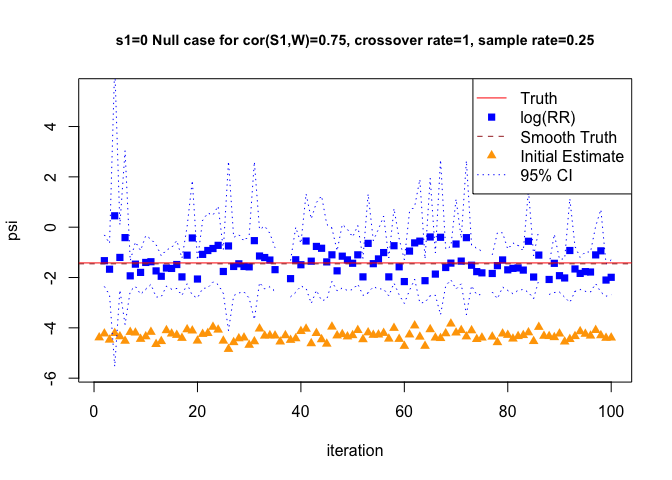 s1=0 Null case for cor(S1,W)=0.75, crossover rate=1, sample rate=0.25
psi
4
2
0
-2
-4
-6
Truth
log(RR)
Smooth Truth
Initial Estimate
95% CI
0 20 40 60 80 100
iteration